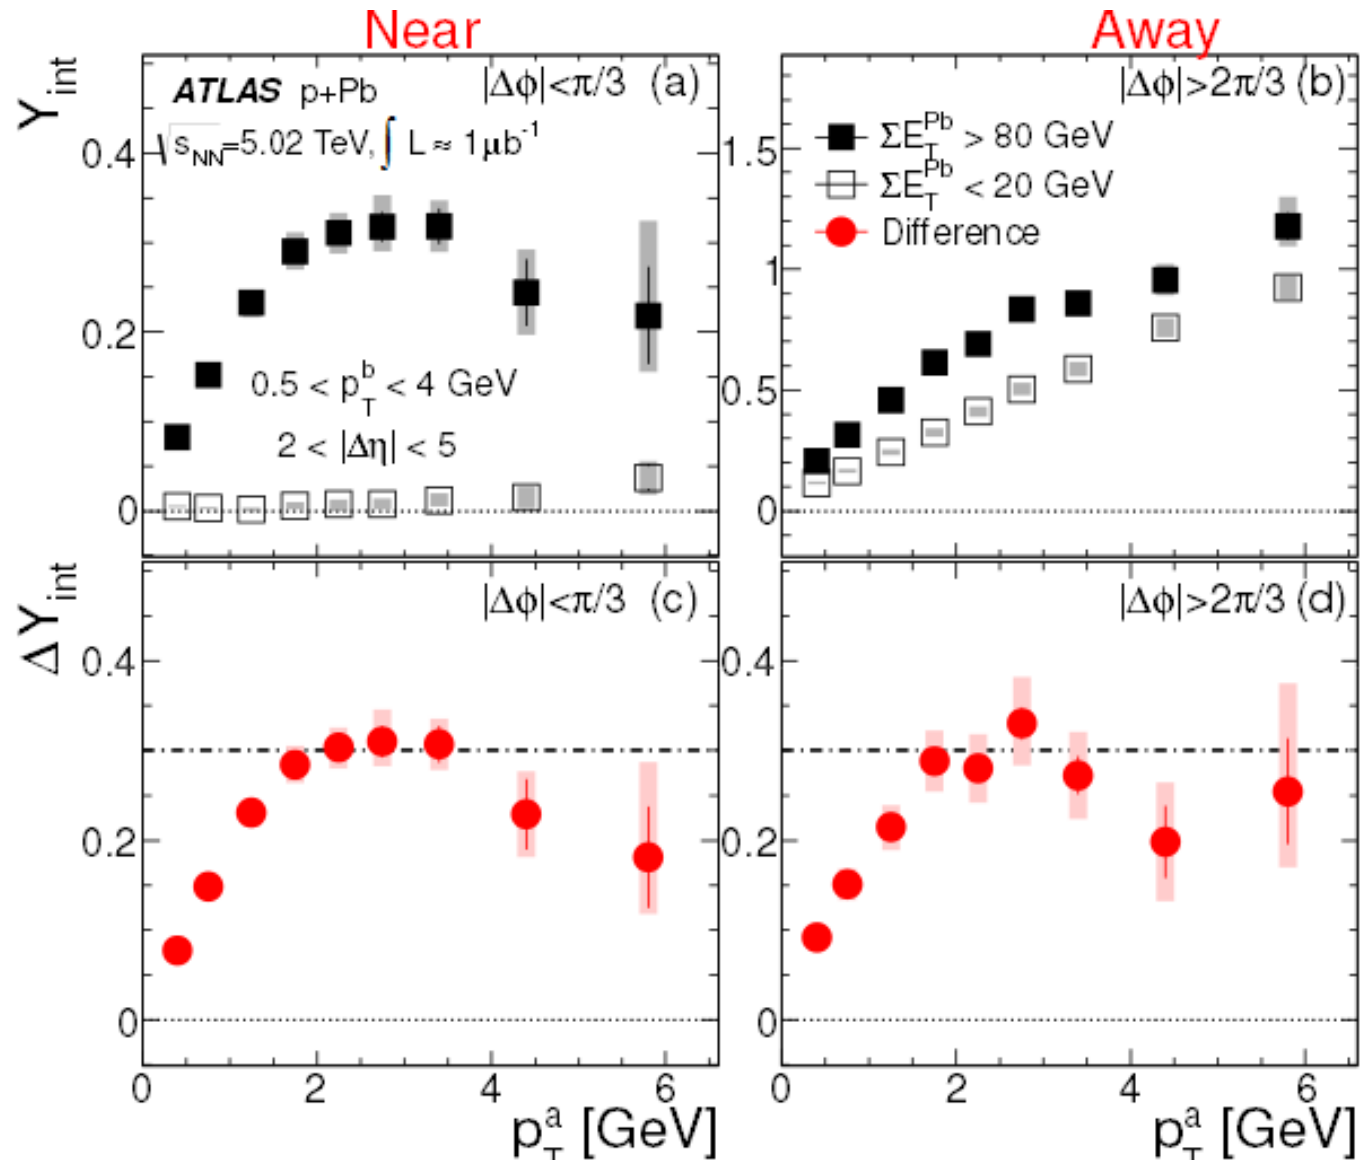 Near
Away
Y_int
ATLAS p+Pb
|Δϕ|<π/3 (a)
√s_NN=5.02 TeV, ∫ L ≈ 1μb⁻¹
0.5 < p_T^b < 4 GeV
2 < |Δη| < 5
0.4
0.2
0
|Δϕ|>2π/3 (b)
ΣE_T^Pb > 80 GeV
ΣE_T^Pb < 20 GeV
Difference
1.5
1
0.5
0
ΔY_int
|Δϕ|<π/3 (c)
0.4
0.2
0
0 2 4 6
p_T^a [GeV]
|Δϕ|>2π/3 (d)
0.4
0.2
0
0 2 4 6
p_T^a [GeV]